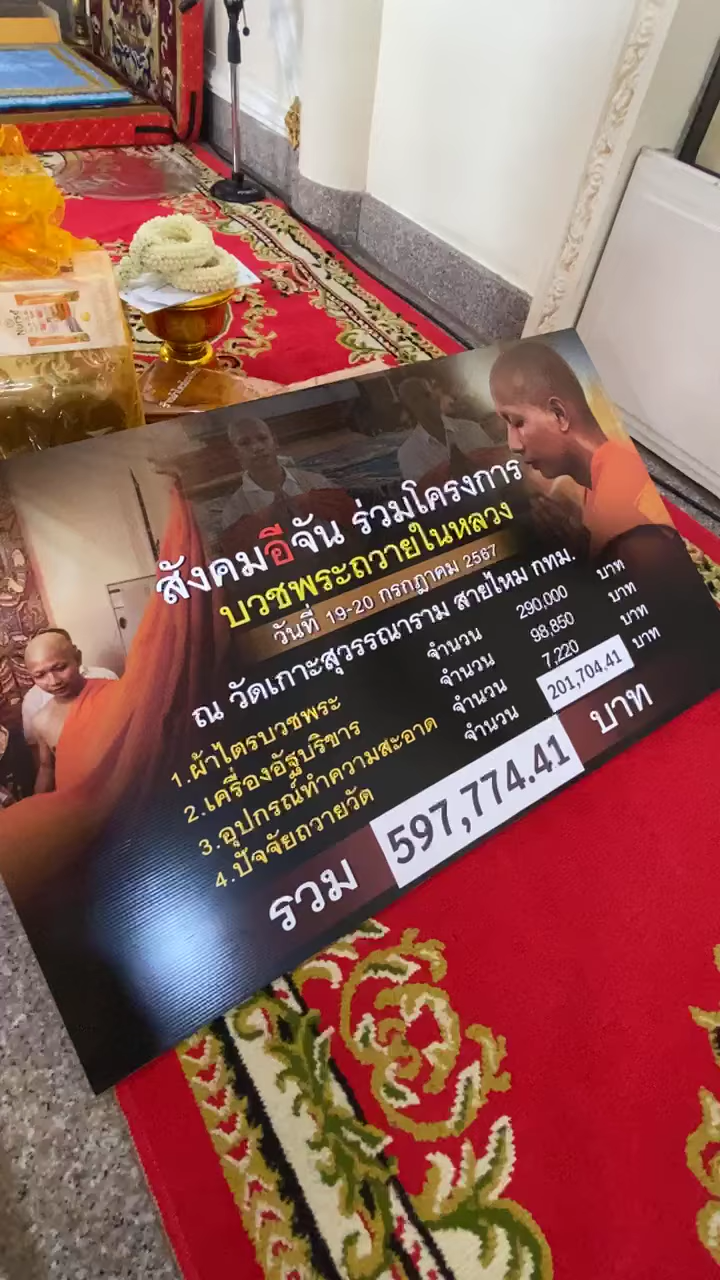 สังคมอีจัน ร่วมโครงการ
บวชพระถวายในหลวง
วันที่ 19-20 กรกฎาคม 2567
ณ วัดเกาะสุวรรณาราม สายไหม กทม.
1.ผ้าไตรบวชพระ จำนวน 290,000 บาท
2.เครื่องอัฐบริขาร จำนวน 98,850 บาท
3.อุปกรณ์ทำความสะอาด จำนวน 7,220 บาท
4.ปัจจัยถวายวัด จำนวน 201,704.41 บาท
รวม 597,774.41 บาท